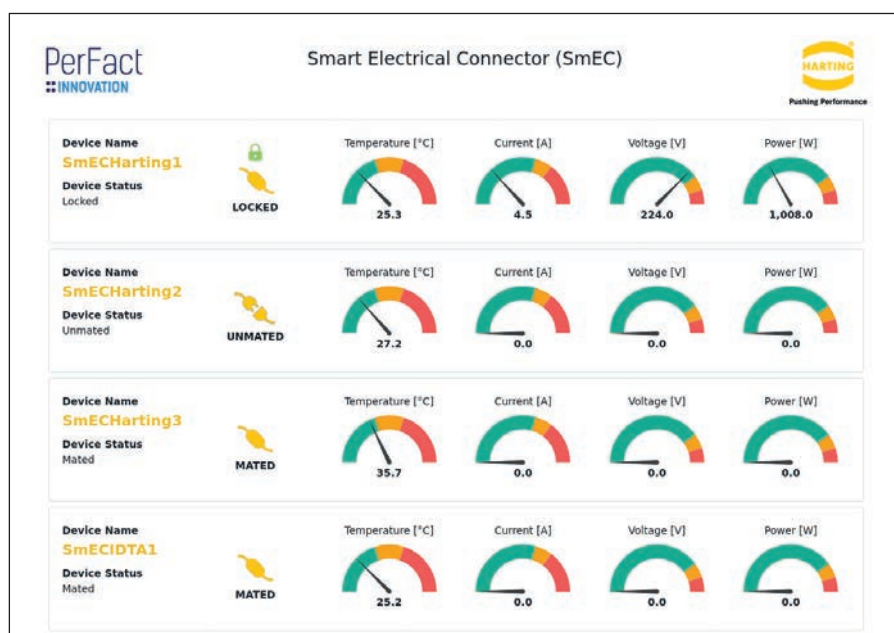 PerFact
INNOVATION
Smart Electrical Connector (SmEC)
HARTING
®
Pushing Performance
Device Name
SmECHarting1
Device Status
Locked
LOCKED
Temperature [°C]
25.3
Current [A]
4.5
Voltage [V]
224.0
Power [W]
1,008.0
Device Name
SmECHarting2
Device Status
Unmated
UNMATED
Temperature [°C]
27.2
Current [A]
0.0
Voltage [V]
0.0
Power [W]
0.0
Device Name
SmECHarting3
Device Status
Mated
MATED
Temperature [°C]
35.7
Current [A]
0.0
Voltage [V]
0.0
Power [W]
0.0
Device Name
SmECIDTA1
Device Status
Mated
MATED
Temperature [°C]
25.2
Current [A]
0.0
Voltage [V]
0.0
Power [W]
0.0